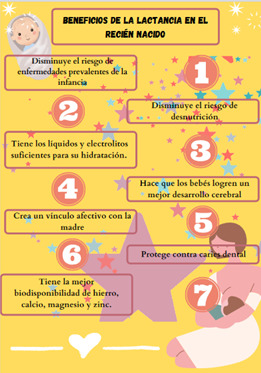 BENEFICIOS DE LA LACTANCIA EN EL
RECIÉN NACIDO
Disminuye el riesgo de
enfermedades prevalentes de la
infancia
1
2
Disminuye el riesgo de
desnutrición
Tiene los líquidos y electrolitos
suficientes para su hidratación.
3
4
Hace que los bebés logren un
mejor desarrollo cerebral
Crea un vínculo afectivo con la
madre
5
6
Protege contra caries dental
Tiene la mejor
biodisponibilidad de hierro,
calcio, magnesio y zinc.
7